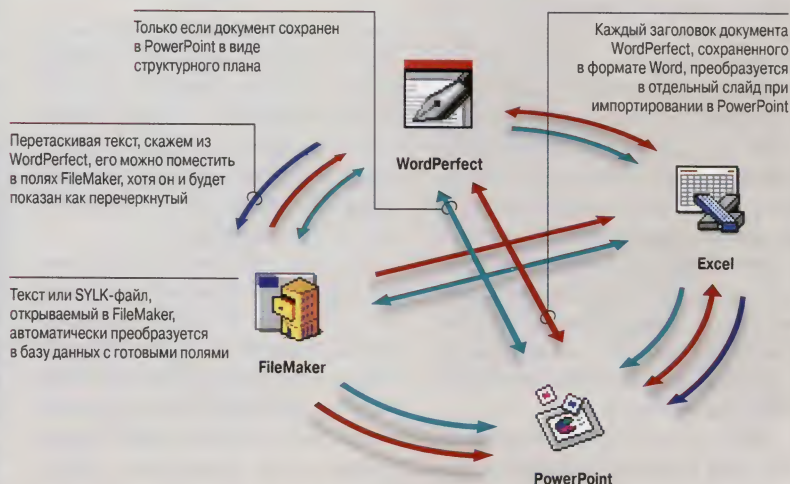 Только если документ сохранен
в PowerPoint в виде
структурного плана
Каждый заголовок документа
WordPerfect, сохраненного
в формате Word, преобразуется
в отдельный слайд при
импортировании в PowerPoint
WordPerfect
Перетаскивая текст, скажем из
WordPerfect, его можно поместить
в полях FileMaker, хотя он и будет
показан как перечеркнутый
Excel
Текст или SYLK-файл,
открываемый в FileMaker,
автоматически преобразуется
в базу данных с готовыми полями
FileMaker
PowerPoint